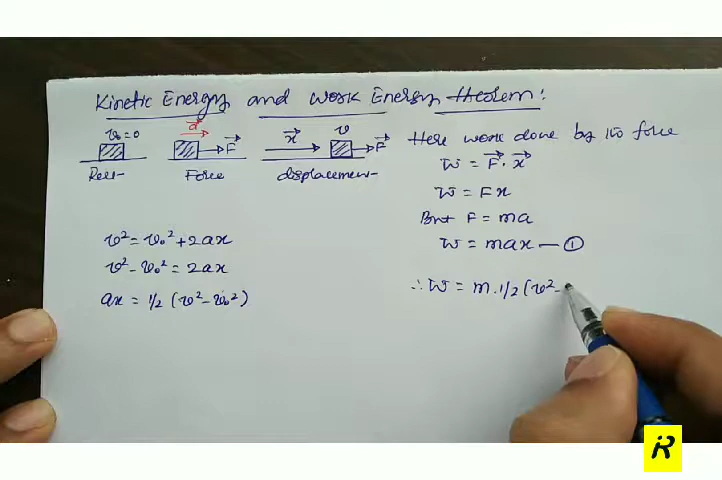 Kinetic Energy and Work Energy theorem:
v₀=0
Rest
a
F
Force
x
v
F
displacement
Here work done by the force
W = F · x
W = Fx
But F = ma
W = max — ①
v² = v₀² + 2ax
v² - v₀² = 2ax
ax = 1/2 (v² - v₀²)
∴ W = m · 1/2 (v² -
iR